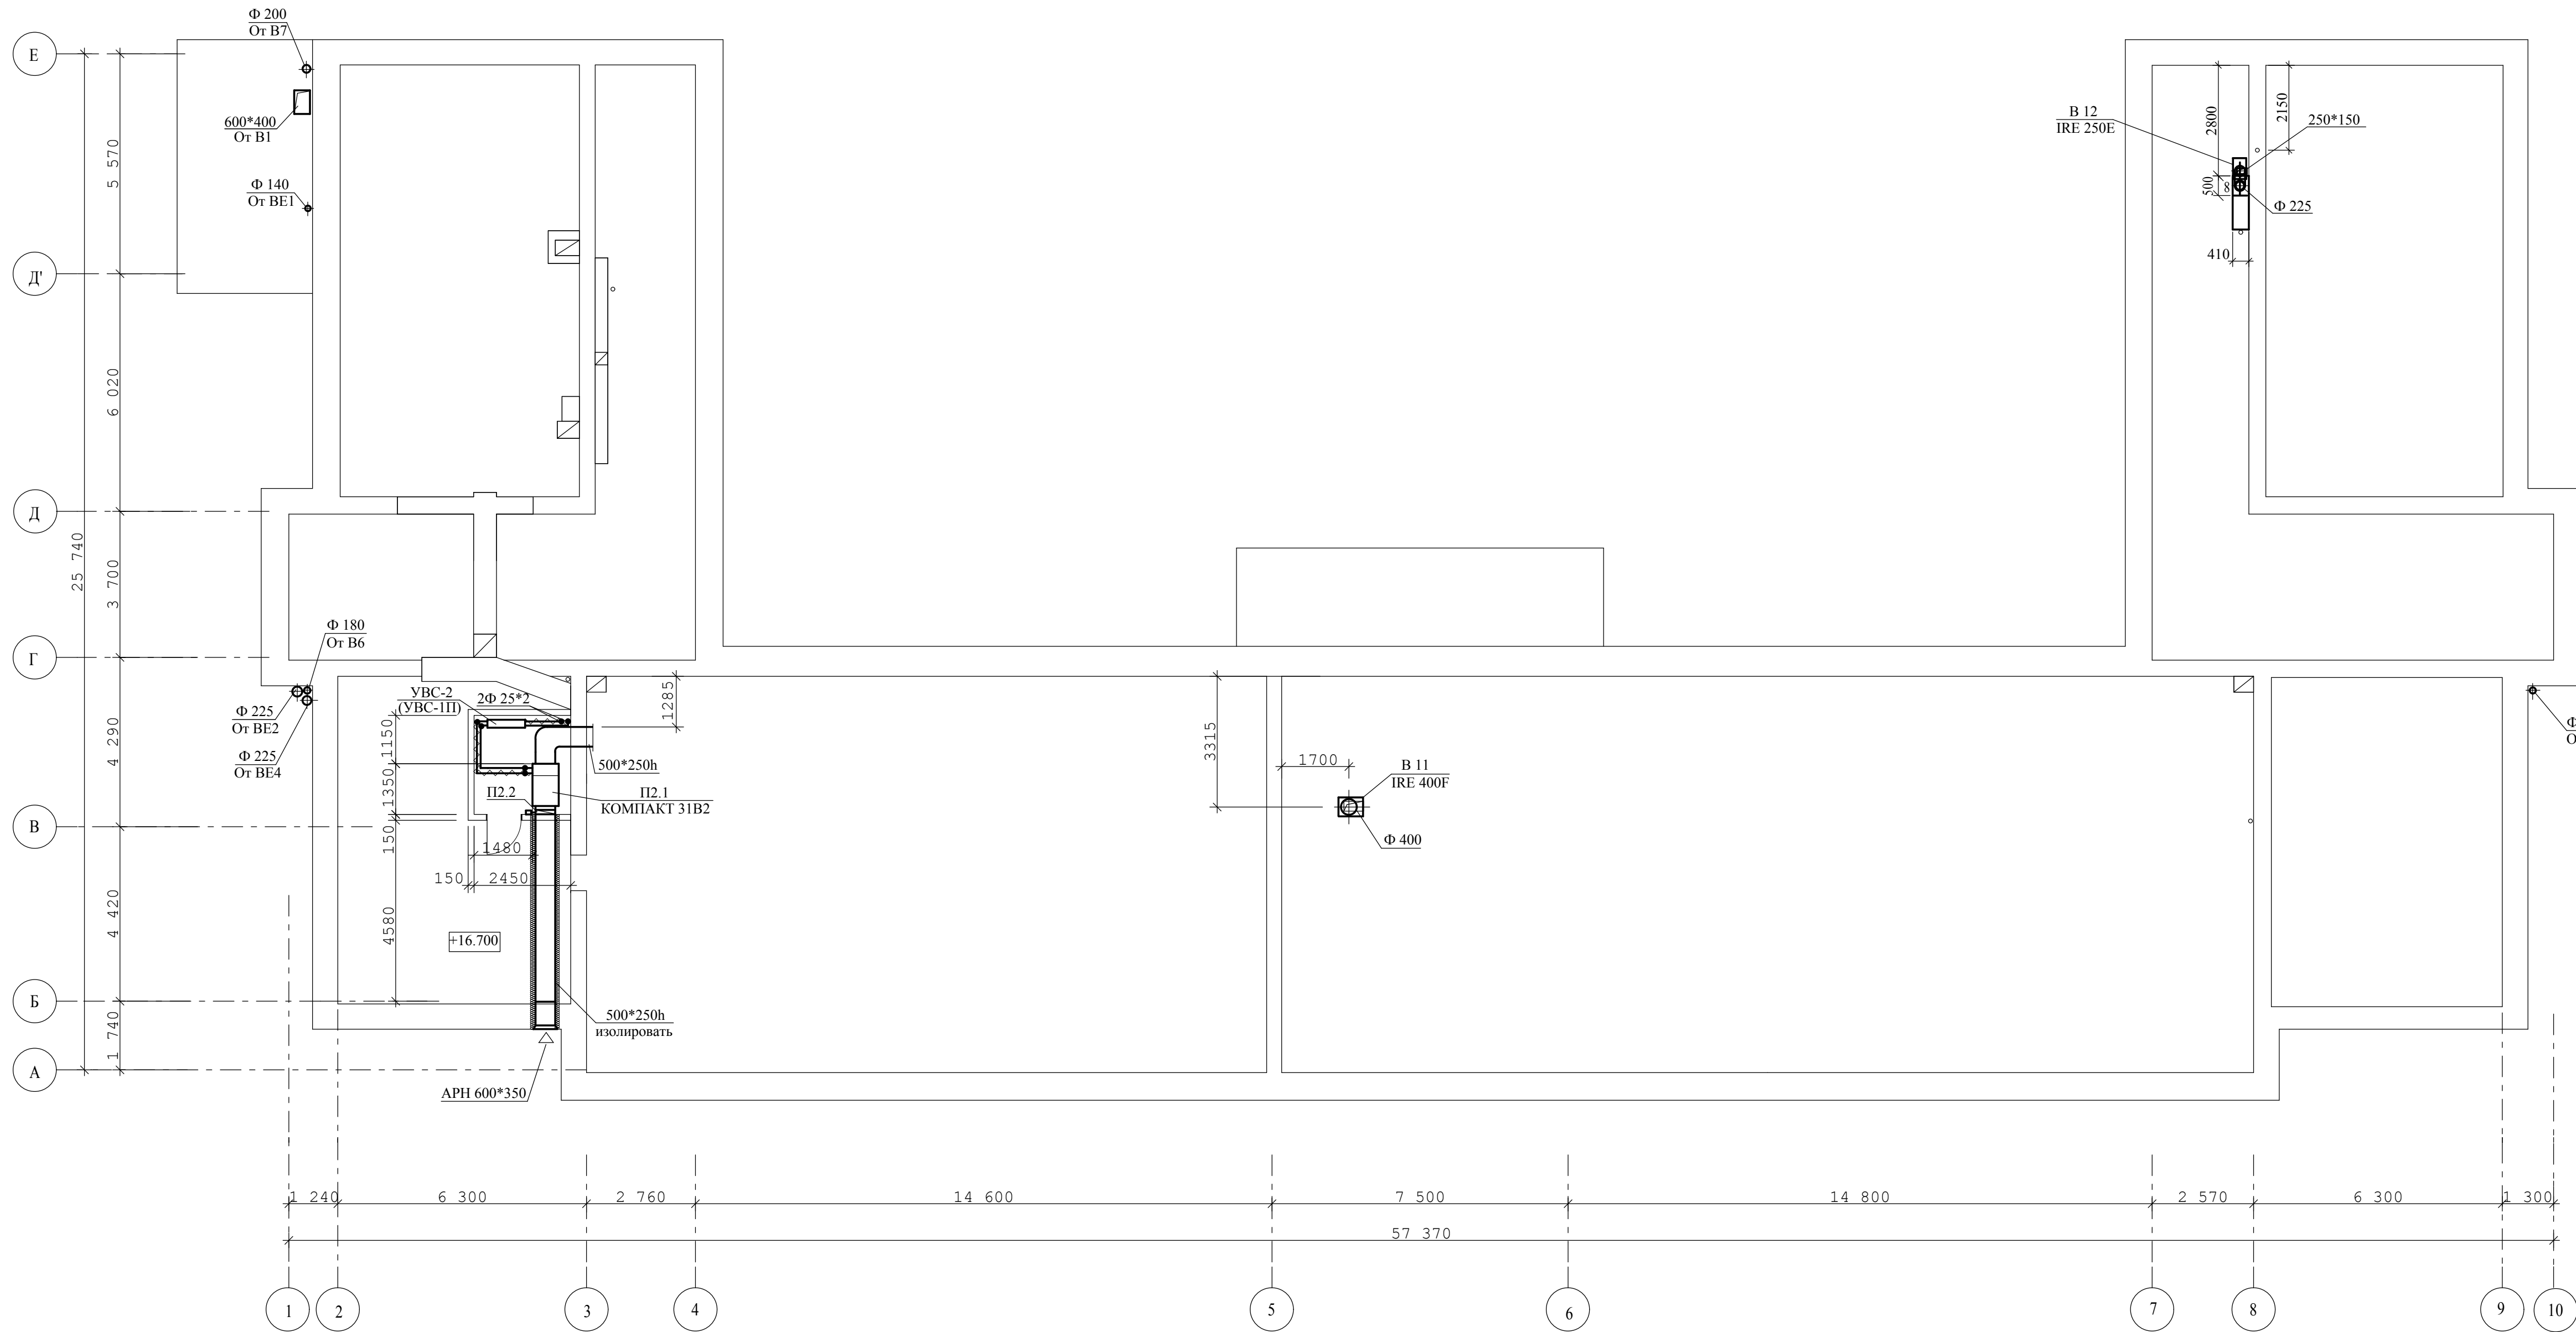 Ф 200
От В7
Е
600*400
От В1
В 12
IRE 250E
2800
2150
250*150
5 570
Ф 140
От ВЕ1
500
Ф 225
410
Д'
6 020
Д
25 740
3 700
Ф 180
От В6
Г
УВС-2
(УВС-1П)
2Ф 25*2
1285
Ф 225
От ВЕ2
Ф 225
От ВЕ4
4 290
1150
500*250h
3315
1700
В 11
IRE 400F
1350
П2.2
П2.1
КОМПАКТ 31В2
В
150
1480
Ф 400
150
2450
4 420
4580
+16.700
Б
500*250h
изолировать
1 740
А
АРН 600*350
Ф
О
1 240
6 300
2 760
14 600
7 500
14 800
2 570
6 300
1 300
57 370
1
2
3
4
5
6
7
8
9
10